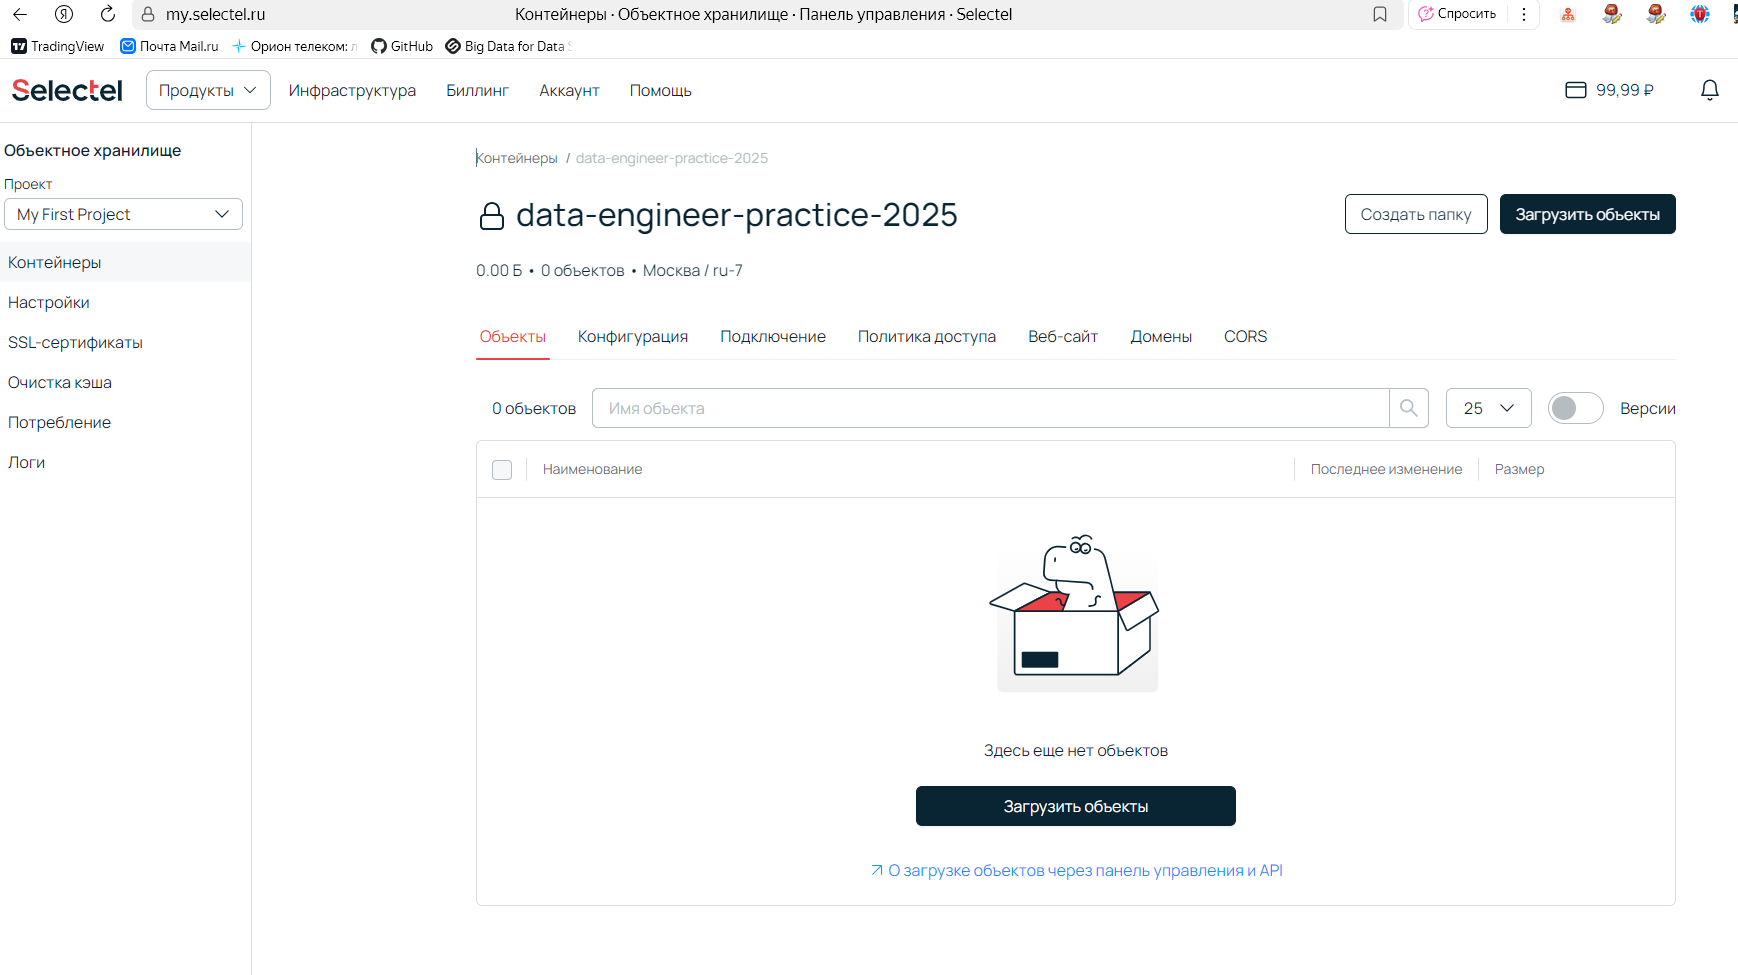 my.selectel.ru
Контейнеры · Объектное хранилище · Панель управления · Selectel
Спросить
TradingView
Почта Mail.ru
Орион телеком: л
GitHub
Big Data for Data S
Selectel
Продукты
Инфраструктура
Биллинг
Аккаунт
Помощь
99,99 ₽
Объектное хранилище
Проект
My First Project
Контейнеры
Настройки
SSL-сертификаты
Очистка кэша
Потребление
Логи
Контейнеры / data-engineer-practice-2025
data-engineer-practice-2025
Создать папку
Загрузить объекты
0.00 Б • 0 объектов • Москва / ru-7
Объекты
Конфигурация
Подключение
Политика доступа
Веб-сайт
Домены
CORS
0 объектов
Имя объекта
25
Версии
Наименование
Последнее изменение
Размер
Здесь еще нет объектов
Загрузить объекты
О загрузке объектов через панель управления и API